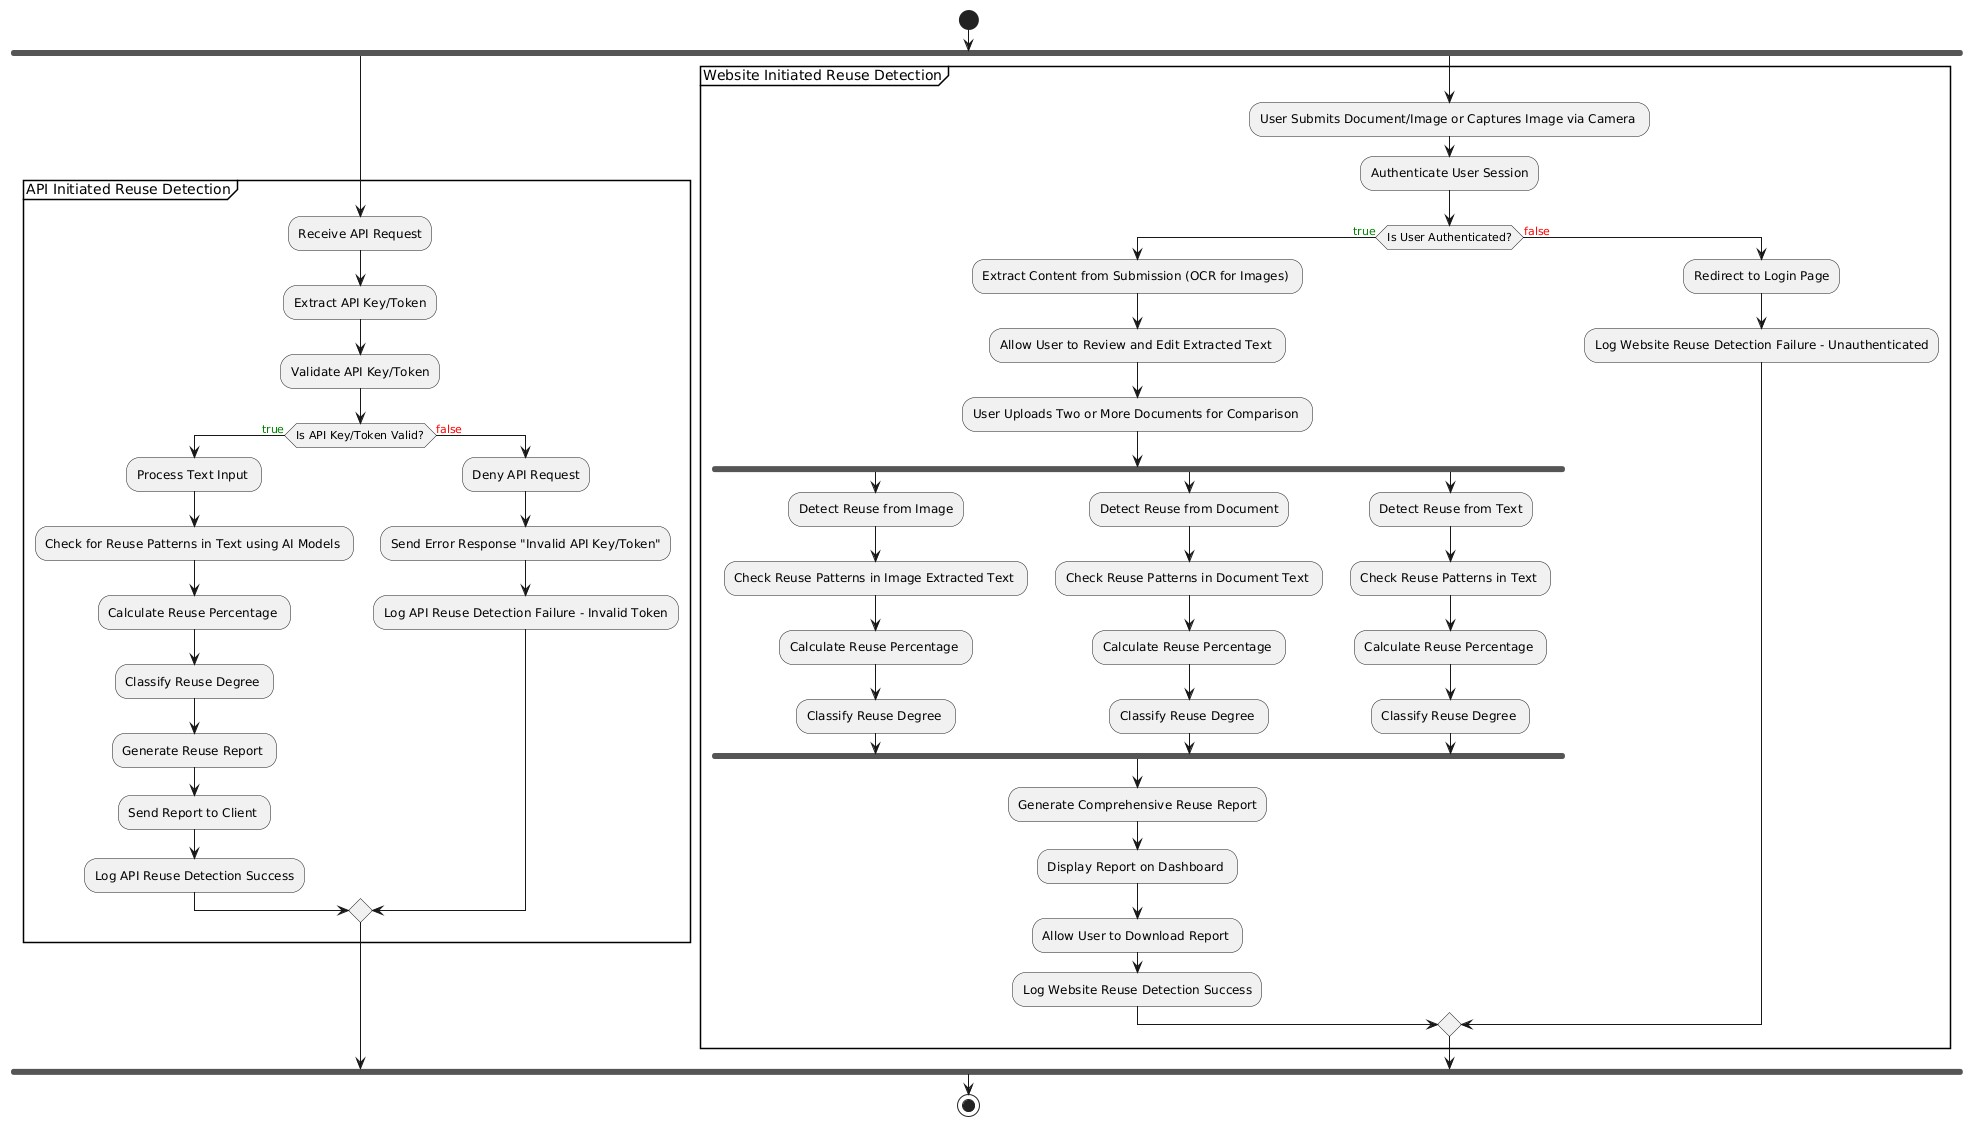 Website Initiated Reuse Detection
User Submits Document/Image or Captures Image via Camera
Authenticate User Session
Is User Authenticated?
true
false
Extract Content from Submission (OCR for Images)
Allow User to Review and Edit Extracted Text
User Uploads Two or More Documents for Comparison
Redirect to Login Page
Log Website Reuse Detection Failure - Unauthenticated
Detect Reuse from Image
Check Reuse Patterns in Image Extracted Text
Calculate Reuse Percentage
Classify Reuse Degree
Detect Reuse from Document
Check Reuse Patterns in Document Text
Calculate Reuse Percentage
Classify Reuse Degree
Detect Reuse from Text
Check Reuse Patterns in Text
Calculate Reuse Percentage
Classify Reuse Degree
Generate Comprehensive Reuse Report
Display Report on Dashboard
Allow User to Download Report
Log Website Reuse Detection Success
API Initiated Reuse Detection
Receive API Request
Extract API Key/Token
Validate API Key/Token
Is API Key/Token Valid?
true
false
Process Text Input
Check for Reuse Patterns in Text using AI Models
Calculate Reuse Percentage
Classify Reuse Degree
Generate Reuse Report
Send Report to Client
Log API Reuse Detection Success
Deny API Request
Send Error Response "Invalid API Key/Token"
Log API Reuse Detection Failure - Invalid Token